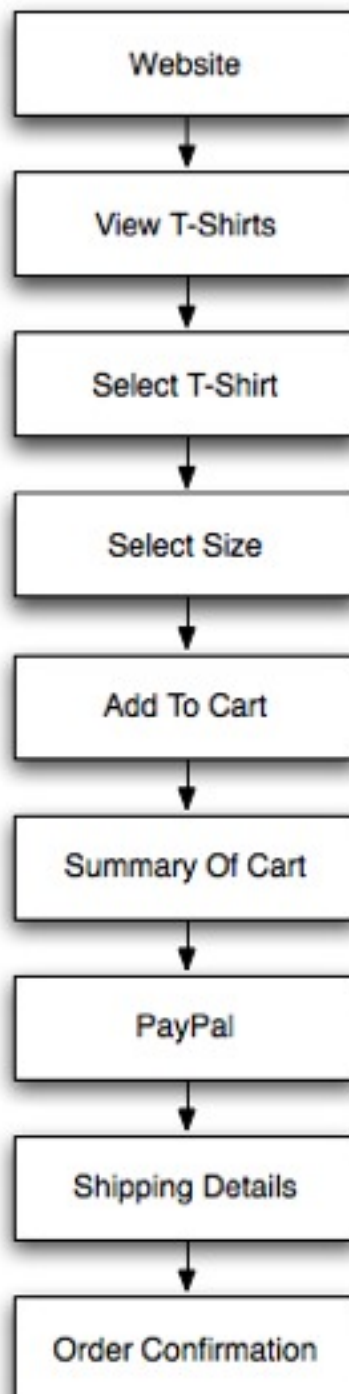 Website
View T-Shirts
Select T-Shirt
Select Size
Add To Cart
Summary Of Cart
PayPal
Shipping Details
Order Confirmation